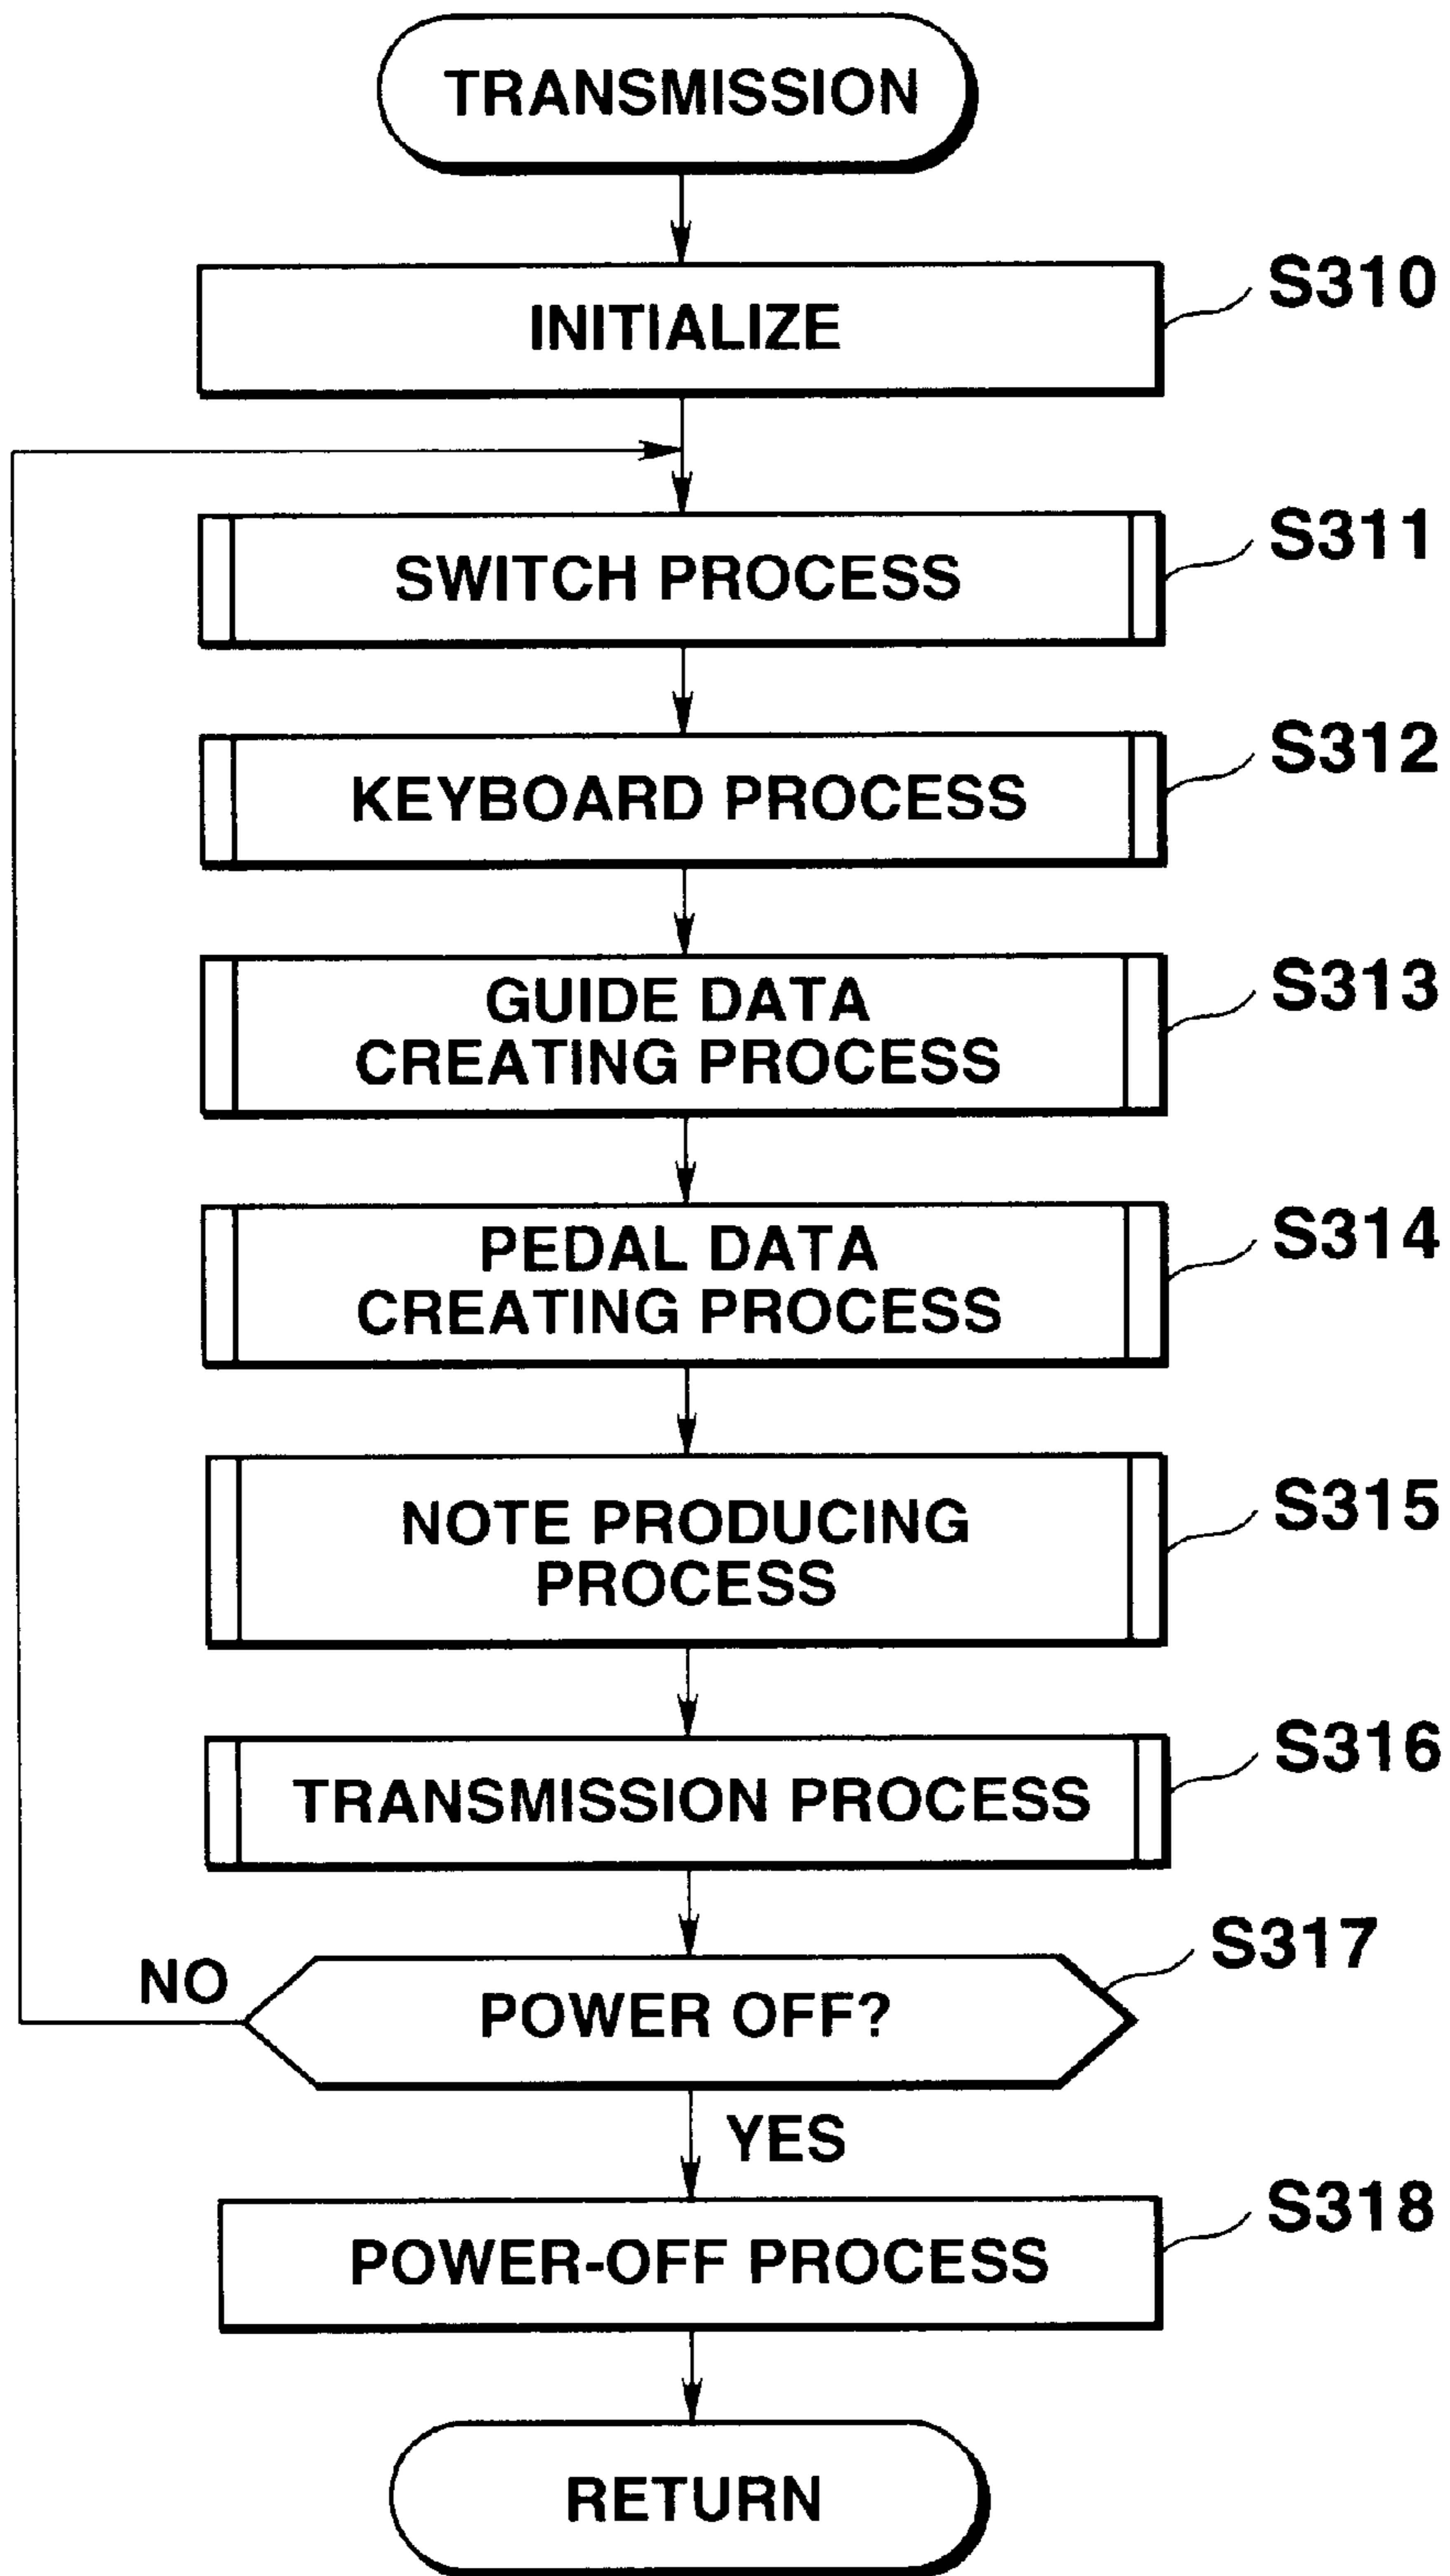 TRANSMISSION
INITIALIZE
S310
SWITCH PROCESS
S311
KEYBOARD PROCESS
S312
GUIDE DATA
CREATING PROCESS
S313
PEDAL DATA
CREATING PROCESS
S314
NOTE PRODUCING
PROCESS
S315
TRANSMISSION PROCESS
S316
POWER OFF?
S317
NO
YES
POWER-OFF PROCESS
S318
RETURN